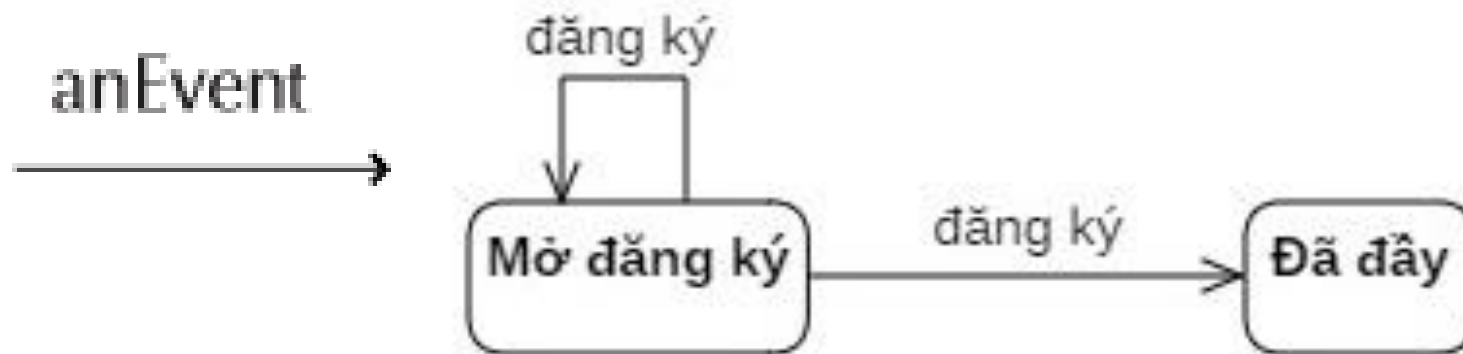 đăng ký
anEvent
đăng ký
Mở đăng ký
Đã đầy